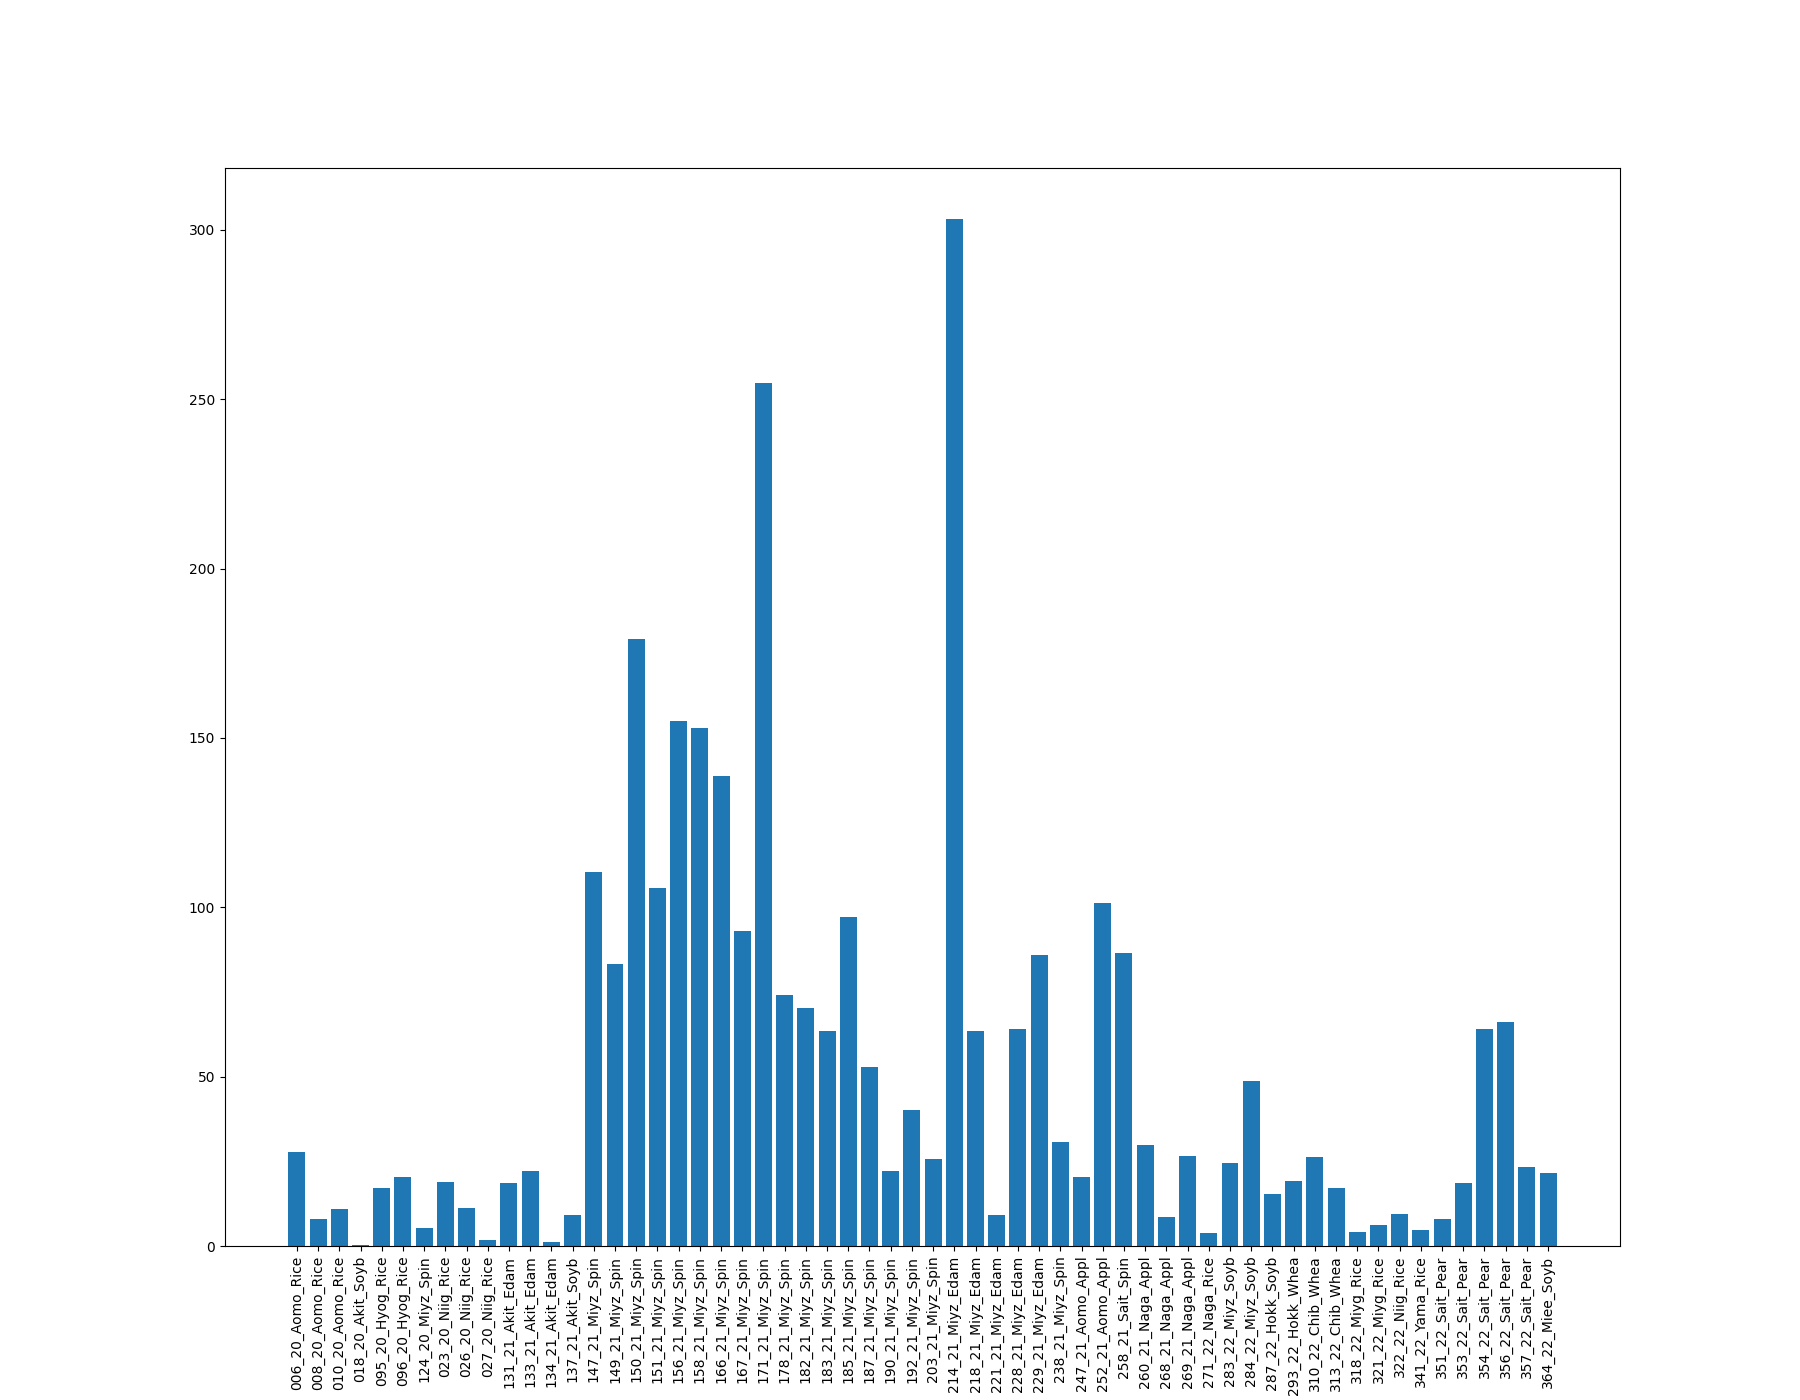 300
250
200
150
100
50
0
006_20_Aomo_Rice
008_20_Aomo_Rice
010_20_Aomo_Rice
018_20_Akit_Soyb
095_20_Hyog_Rice
096_20_Hyog_Rice
124_20_Miyz_Spin
023_20_Niig_Rice
026_20_Niig_Rice
027_20_Niig_Rice
131_21_Akit_Edam
133_21_Akit_Edam
134_21_Akit_Edam
137_21_Akit_Soyb
147_21_Miyz_Spin
149_21_Miyz_Spin
150_21_Miyz_Spin
151_21_Miyz_Spin
156_21_Miyz_Spin
158_21_Miyz_Spin
166_21_Miyz_Spin
167_21_Miyz_Spin
171_21_Miyz_Spin
178_21_Miyz_Spin
182_21_Miyz_Spin
183_21_Miyz_Spin
185_21_Miyz_Spin
187_21_Miyz_Spin
190_21_Miyz_Spin
192_21_Miyz_Spin
203_21_Miyz_Spin
214_21_Miyz_Edam
218_21_Miyz_Edam
221_21_Miyz_Edam
228_21_Miyz_Edam
229_21_Miyz_Edam
238_21_Miyz_Spin
247_21_Aomo_Appl
252_21_Aomo_Appl
258_21_Sait_Spin
260_21_Naga_Appl
268_21_Naga_Appl
269_21_Naga_Appl
271_22_Naga_Rice
283_22_Miyz_Soyb
284_22_Miyz_Soyb
287_22_Hokk_Soyb
293_22_Hokk_Whea
310_22_Chib_Whea
313_22_Chib_Whea
318_22_Miyg_Rice
321_22_Miyg_Rice
322_22_Niig_Rice
341_22_Yama_Rice
351_22_Sait_Pear
353_22_Sait_Pear
354_22_Sait_Pear
356_22_Sait_Pear
357_22_Sait_Pear
364_22_Miee_Soyb